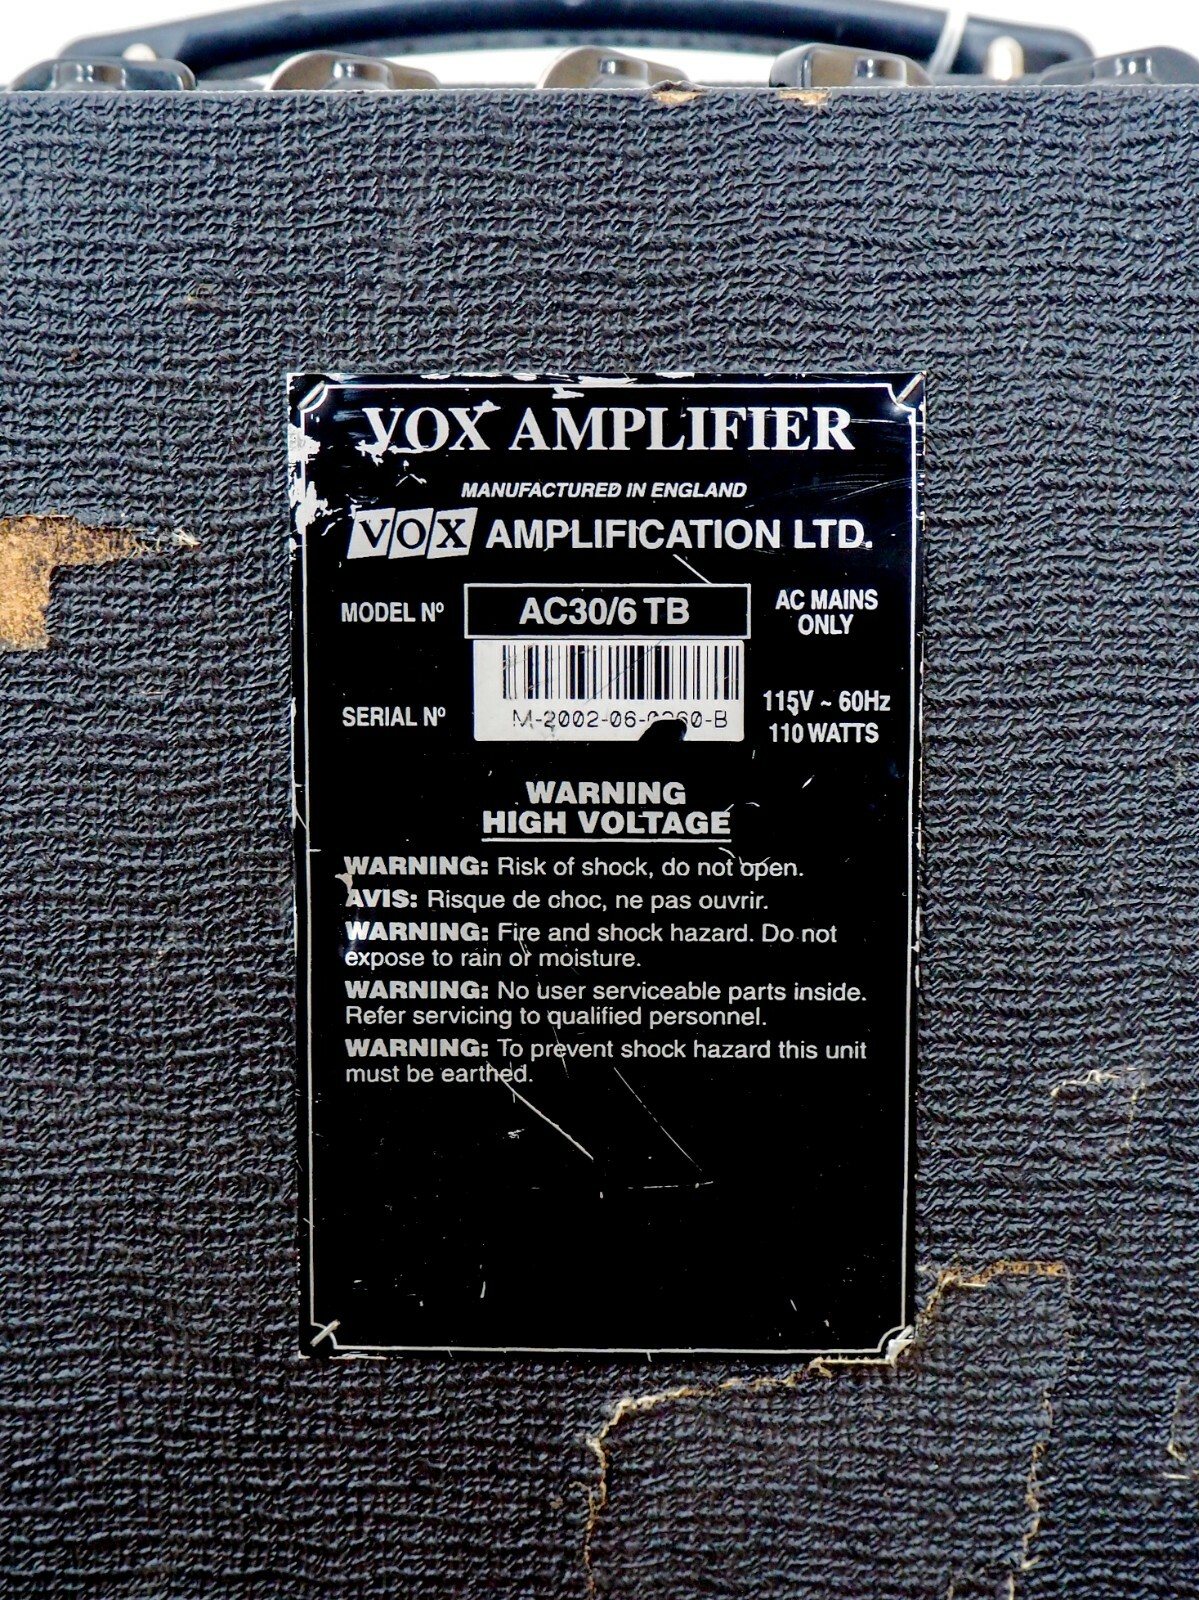 VOX AMPLIFIER
MANUFACTURED IN ENGLAND
VOX AMPLIFICATION LTD.
MODEL Nº AC30/6 TB AC MAINS ONLY
SERIAL Nº
115V ~ 60Hz
110 WATTS
WARNING
HIGH VOLTAGE
WARNING: Risk of shock, do not open.
AVIS: Risque de choc, ne pas ouvrir.
WARNING: Fire and shock hazard. Do not
expose to rain or moisture.
WARNING: No user serviceable parts inside.
Refer servicing to qualified personnel.
WARNING: To prevent shock hazard this unit
must be earthed.